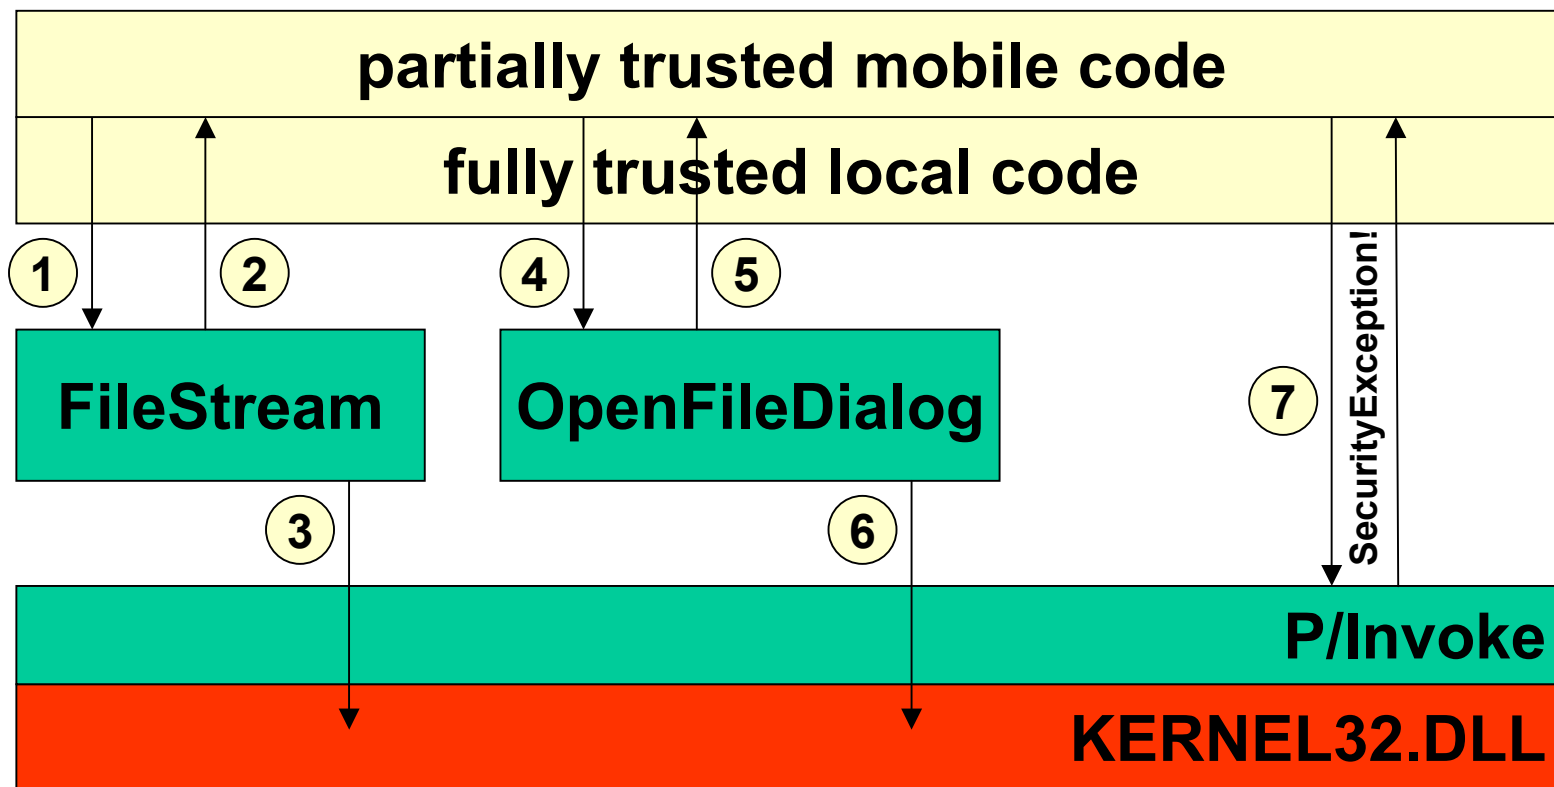 partially trusted mobile code
fully trusted local code
1
2
4
5
FileStream
OpenFileDialog
7
SecurityException!
3
6
P/Invoke
KERNEL32.DLL